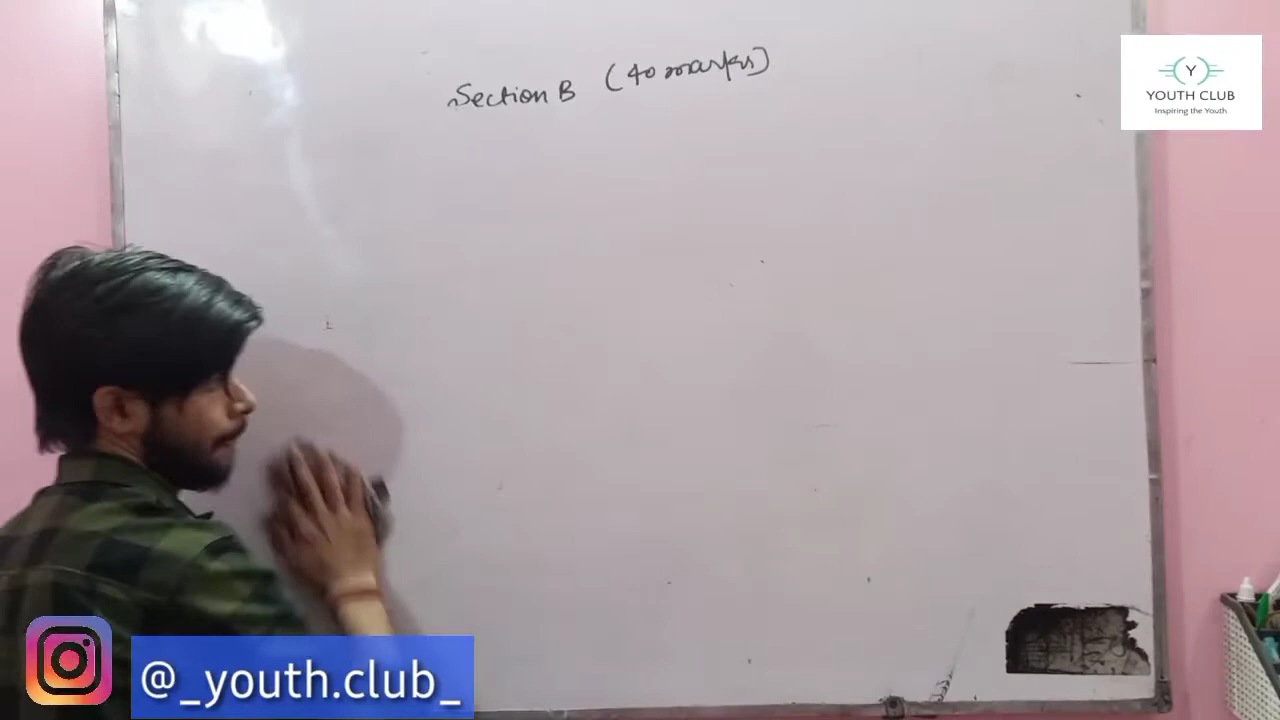 Section B (40 marks)
Y
YOUTH CLUB
Inspiring the Youth
@_youth.club_